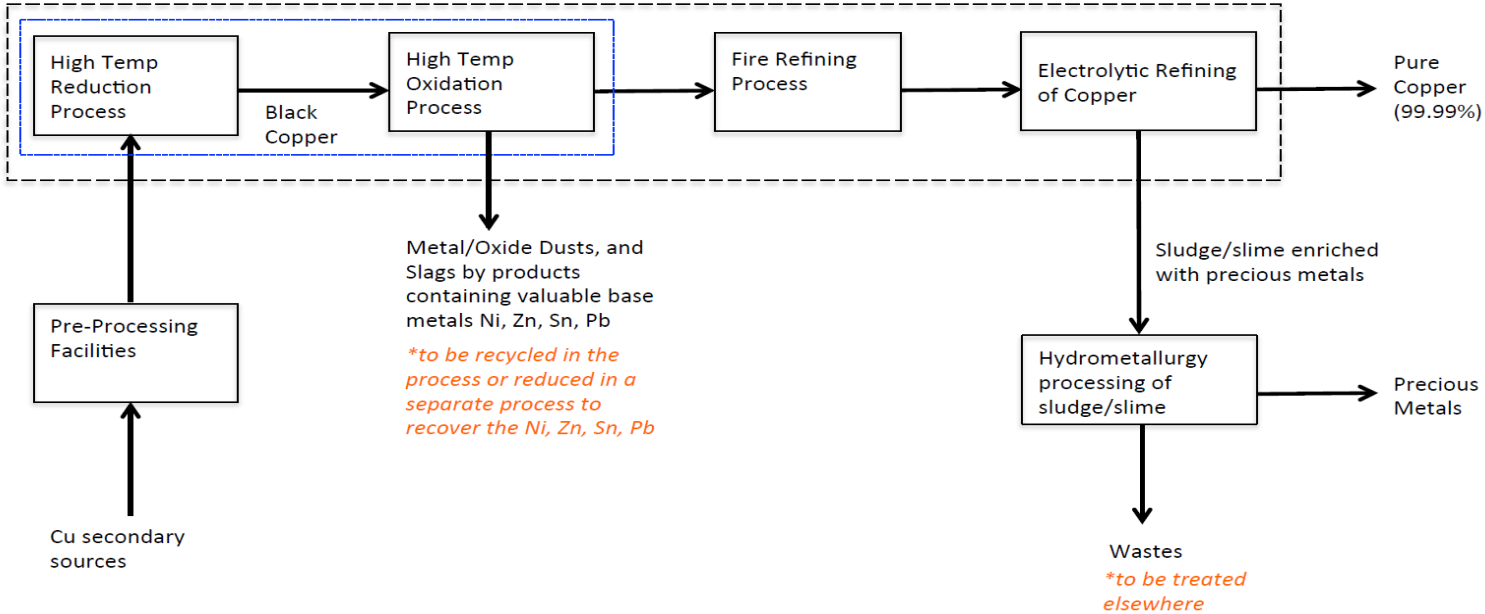 High Temp
Reduction
Process
Black
Copper
High Temp
Oxidation
Process
Fire Refining
Process
Electrolytic Refining
of Copper
Pure
Copper
(99.99%)
Metal/Oxide Dusts, and
Slags by products
containing valuable base
metals Ni, Zn, Sn, Pb
*to be recycled in the
process or reduced in a
separate process to
recover the Ni, Zn, Sn, Pb
Sludge/slime enriched
with precious metals
Pre-Processing
Facilities
Hydrometallurgy
processing of
sludge/slime
Precious
Metals
Cu secondary
sources
Wastes
*to be treated
elsewhere